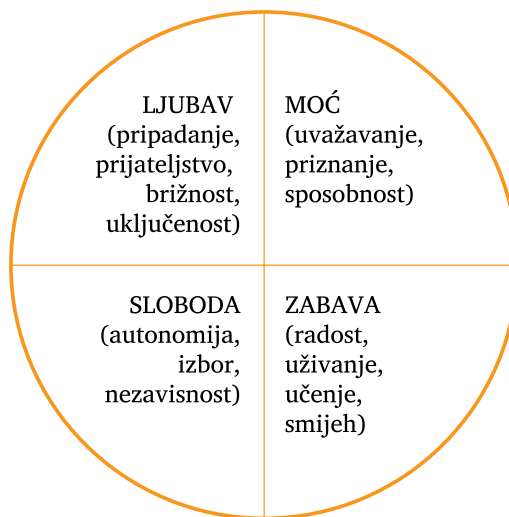 LJUBAV
(pripadanje,
prijateljstvo,
brižnost,
uključenost)
MOĆ
(uvažavanje,
priznanje,
sposobnost)
SLOBODA
(autonomija,
izbor,
nezavisnost)
ZABAVA
(radost,
uživanje,
učenje,
smijeh)